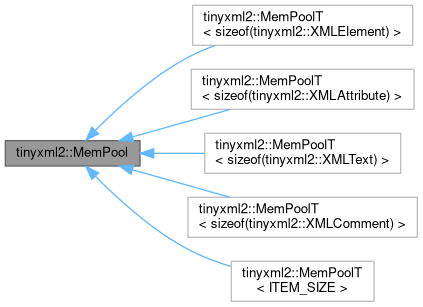 tinyxml2::MemPoolT
< sizeof(tinyxml2::XMLElement) >
tinyxml2::MemPoolT
< sizeof(tinyxml2::XMLAttribute) >
tinyxml2::MemPool
tinyxml2::MemPoolT
< sizeof(tinyxml2::XMLText) >
tinyxml2::MemPoolT
< sizeof(tinyxml2::XMLComment) >
tinyxml2::MemPoolT
< ITEM_SIZE >